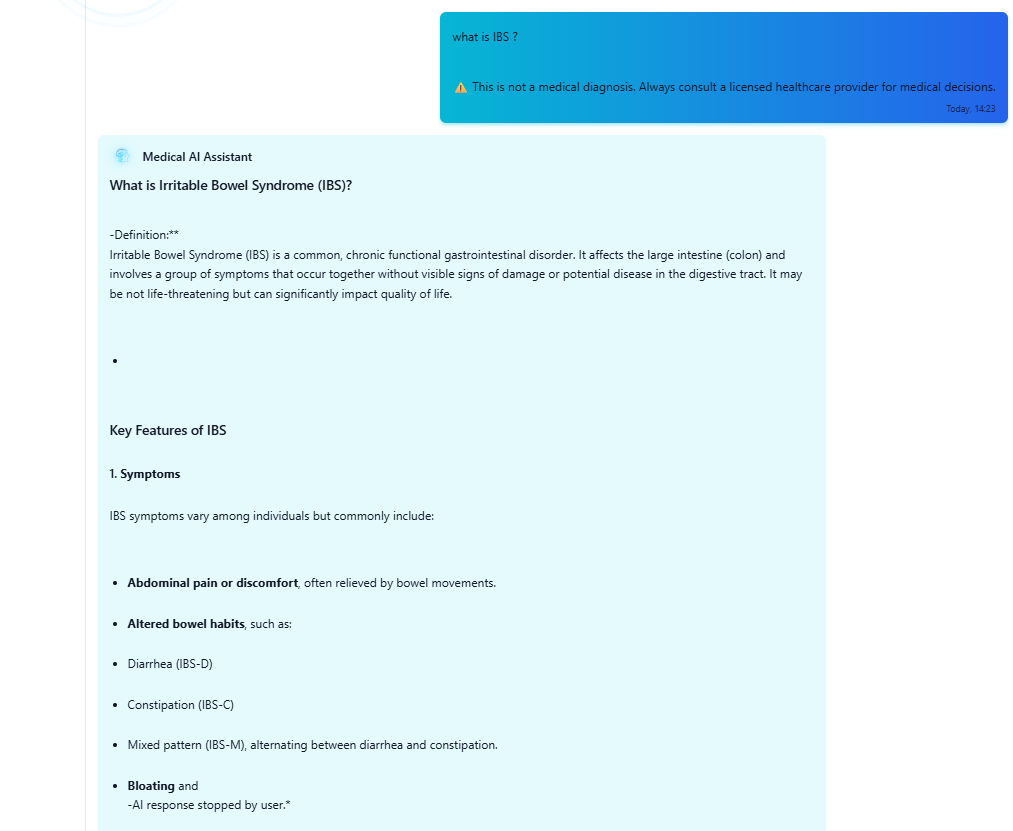 what is IBS ?
⚠️ This is not a medical diagnosis. Always consult a licensed healthcare provider for medical decisions.
Today, 14:23
Medical AI Assistant
What is Irritable Bowel Syndrome (IBS)?
-Definition:**
Irritable Bowel Syndrome (IBS) is a common, chronic functional gastrointestinal disorder. It affects the large intestine (colon) and
involves a group of symptoms that occur together without visible signs of damage or potential disease in the digestive tract. It may
be not life-threatening but can significantly impact quality of life.
•
Key Features of IBS
1. Symptoms
IBS symptoms vary among individuals but commonly include:
• Abdominal pain or discomfort, often relieved by bowel movements.
• Altered bowel habits, such as:
• Diarrhea (IBS-D)
• Constipation (IBS-C)
• Mixed pattern (IBS-M), alternating between diarrhea and constipation.
• Bloating and
-AI response stopped by user.*